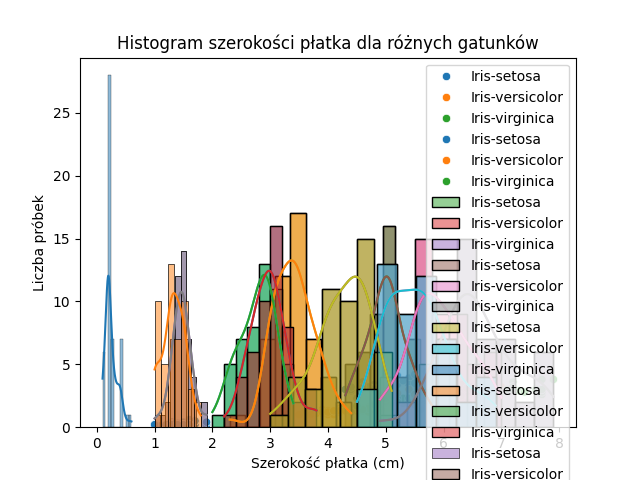 Histogram szerokości płatka dla różnych gatunków
Liczba próbek
25
20
15
10
5
0
0 1 2 3 4 5 6 7 8
Szerokość płatka (cm)
Iris-setosa
Iris-versicolor
Iris-virginica
Iris-setosa
Iris-versicolor
Iris-virginica
Iris-setosa
Iris-versicolor
Iris-virginica
Iris-setosa
Iris-versicolor
Iris-virginica
Iris-setosa
Iris-versicolor
Iris-virginica
Iris-setosa
Iris-versicolor
Iris-virginica
Iris-setosa
Iris-versicolor